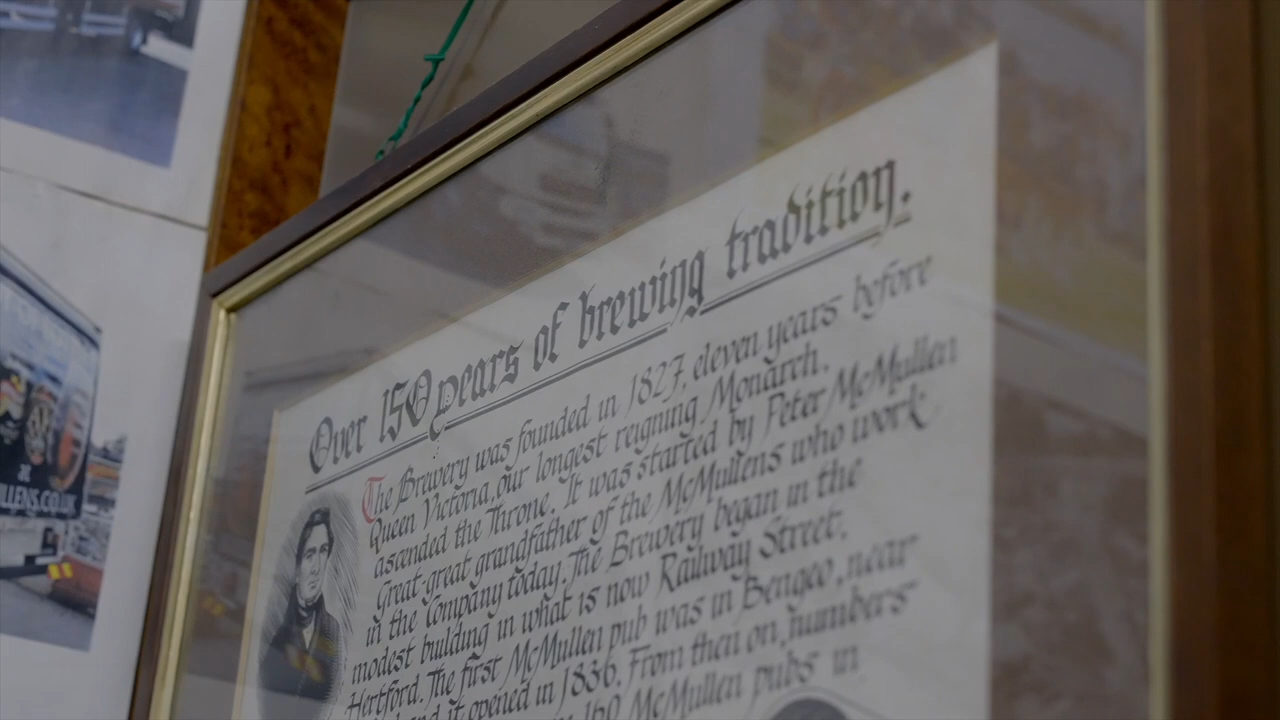 Over 150 years of brewing tradition.
The Brewery was founded in 1827, eleven years before
Queen Victoria, our longest reigning Monarch,
ascended the Throne. It was started by Peter McMullen
Great-great grandfather of the McMullens who work
in the Company today. The Brewery began in the
modest building in what is now Railway Street,
Hertford. The first McMullen pub was in Bengeo, near
and it opened in 1836. From then on, numbers
160 McMullen pubs in
LLENS.CO.UK